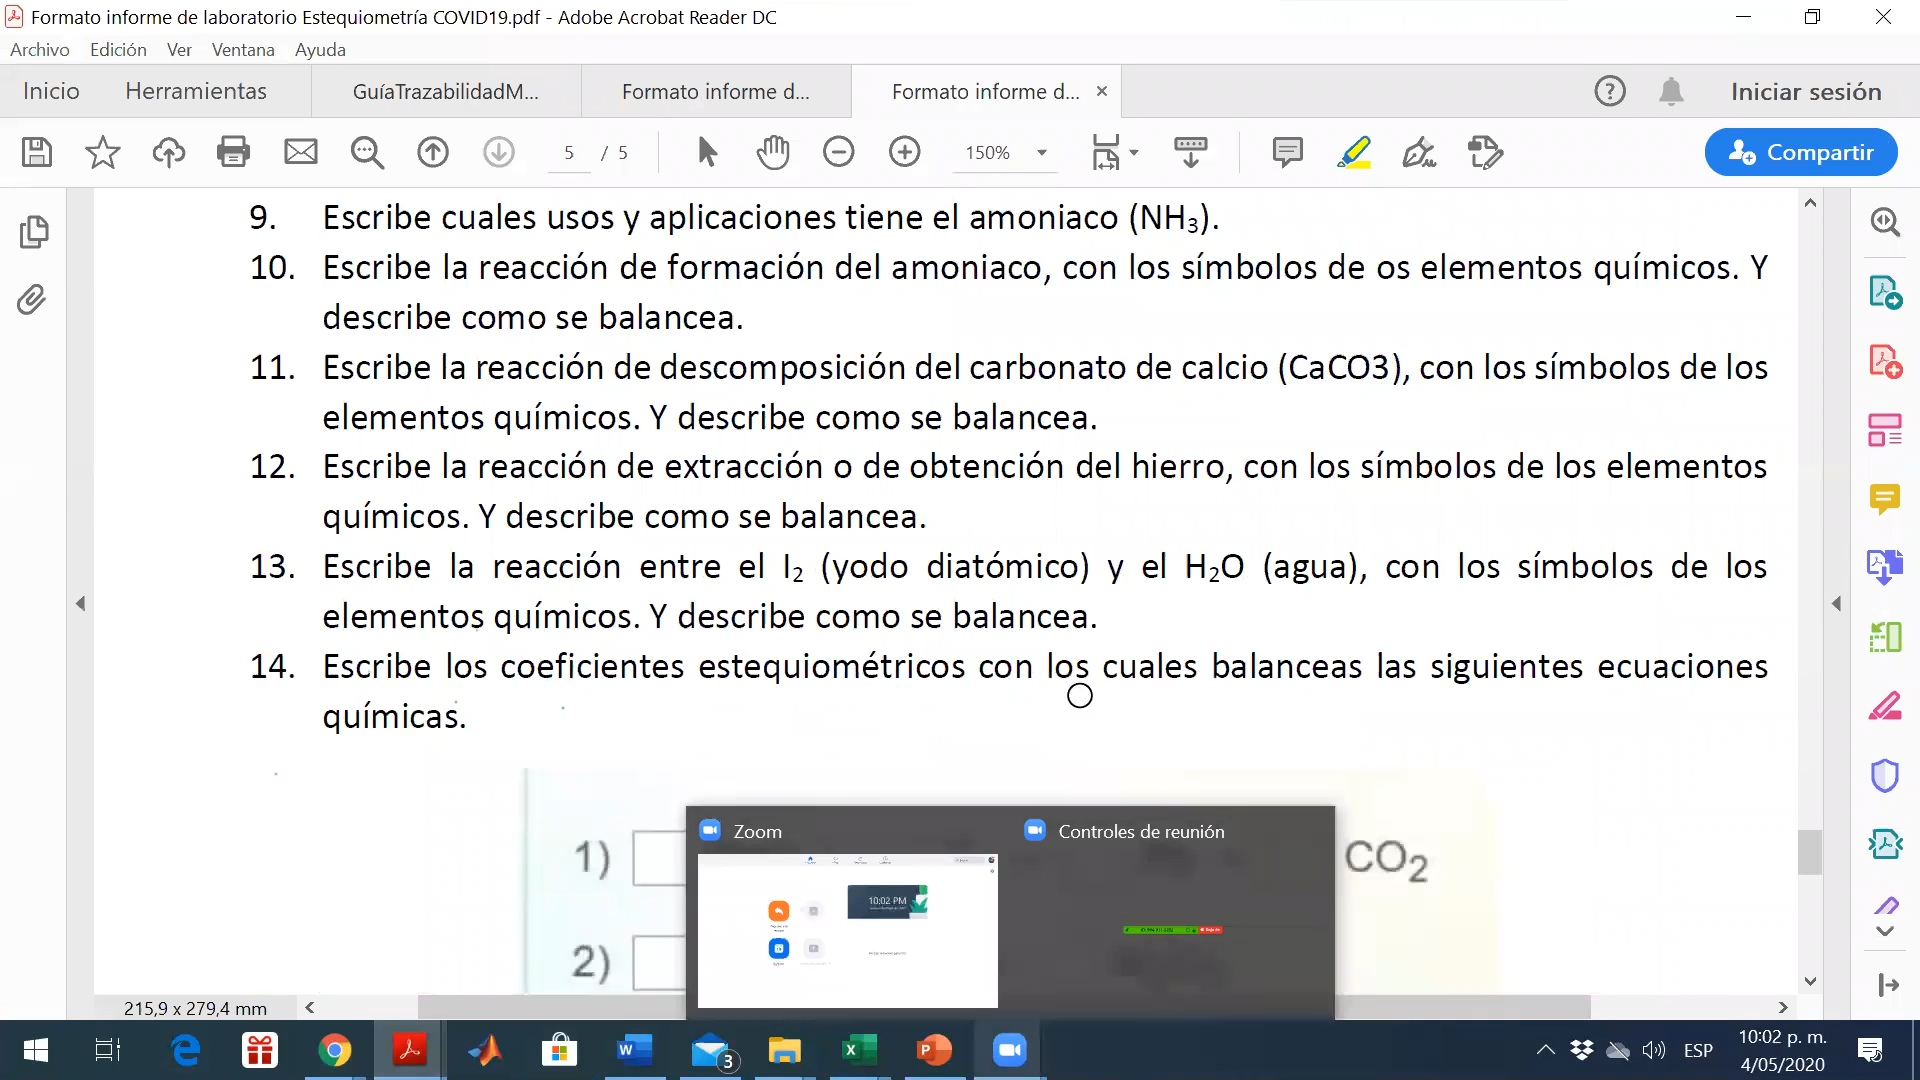 Formato informe de laboratorio Estequiometría COVID19.pdf - Adobe Acrobat Reader DC
Archivo Edición Ver Ventana Ayuda
Inicio Herramientas GuíaTrazabilidadM... Formato informe d... Formato informe d... Iniciar sesión
5 / 5 150% Compartir
9. Escribe cuales usos y aplicaciones tiene el amoniaco (NH₃).
10. Escribe la reacción de formación del amoniaco, con los símbolos de os elementos químicos. Y
describe como se balancea.
11. Escribe la reacción de descomposición del carbonato de calcio (CaCO3), con los símbolos de los
elementos químicos. Y describe como se balancea.
12. Escribe la reacción de extracción o de obtención del hierro, con los símbolos de los elementos
químicos. Y describe como se balancea.
13. Escribe la reacción entre el I₂ (yodo diatómico) y el H₂O (agua), con los símbolos de los
elementos químicos. Y describe como se balancea.
14. Escribe los coeficientes estequiométricos con los cuales balanceas las siguientes ecuaciones
químicas.
Zoom Controles de reunión
1) CO₂
10:02 PM
2)
215,9 x 279,4 mm
3
ESP
10:02 p. m.
4/05/2020